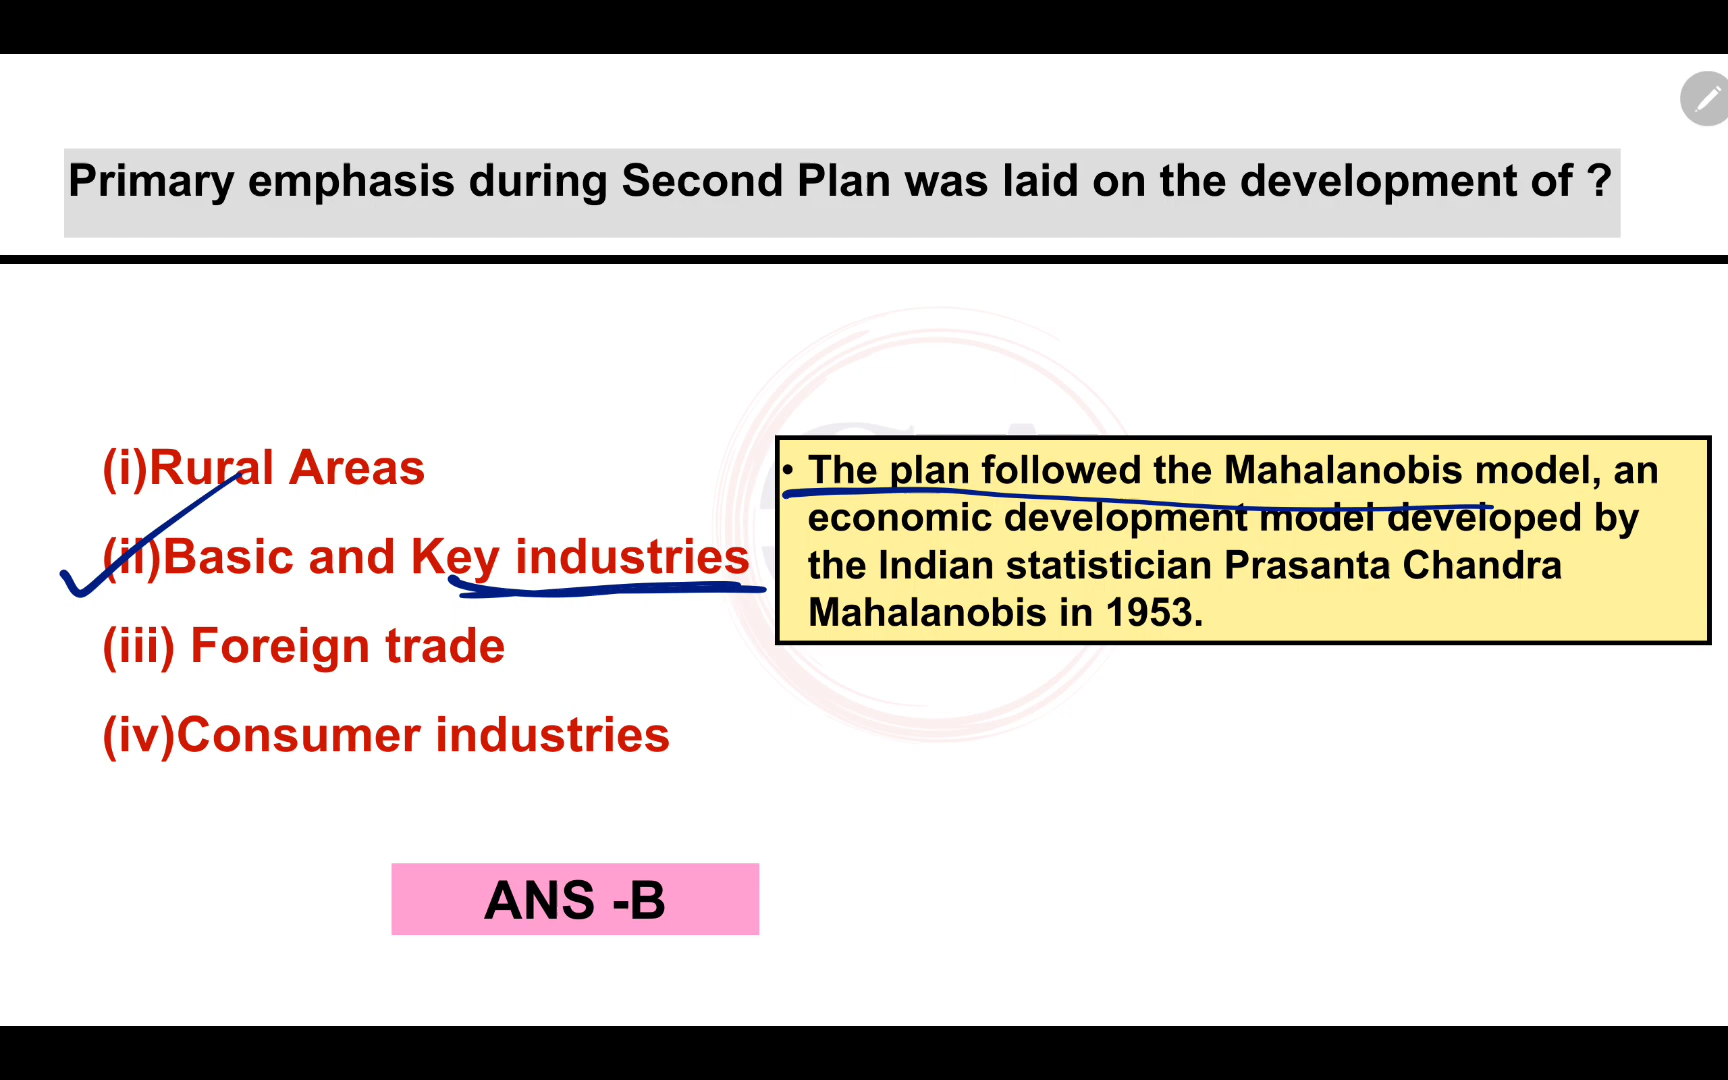 Primary emphasis during Second Plan was laid on the development of ?
(i)Rural Areas
(ii)Basic and Key industries
(iii) Foreign trade
(iv)Consumer industries
• The plan followed the Mahalanobis model, an
economic development model developed by
the Indian statistician Prasanta Chandra
Mahalanobis in 1953.
ANS -B